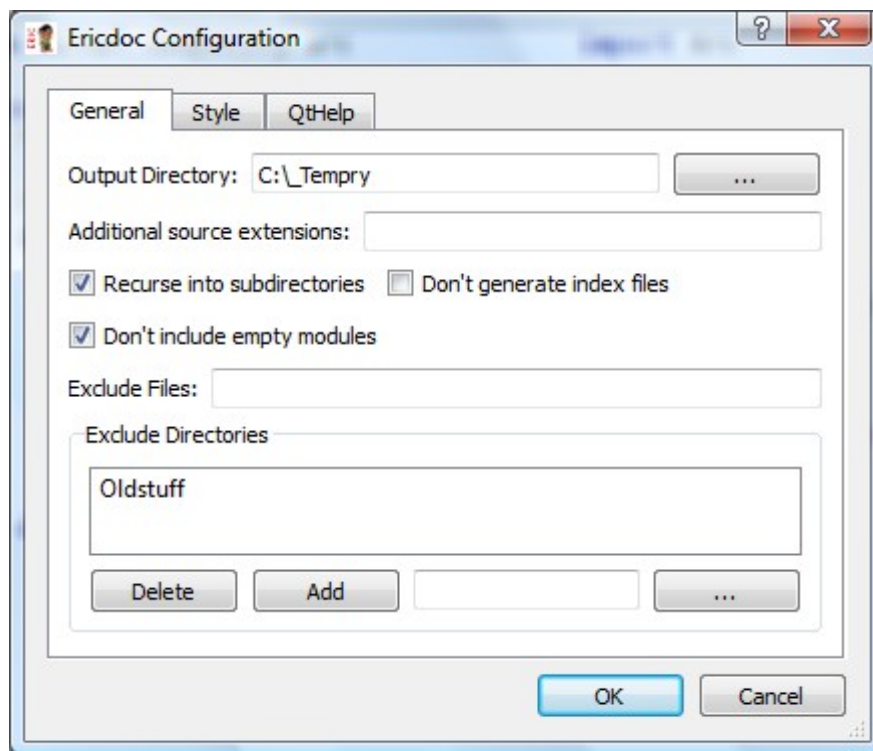 Ericdoc Configuration
General Style QtHelp
Output Directory: C:\_Tempry ...
Additional source extensions:
Recurse into subdirectories Don't generate index files
Don't include empty modules
Exclude Files:
Exclude Directories
Oldstuff
Delete Add ...
OK Cancel